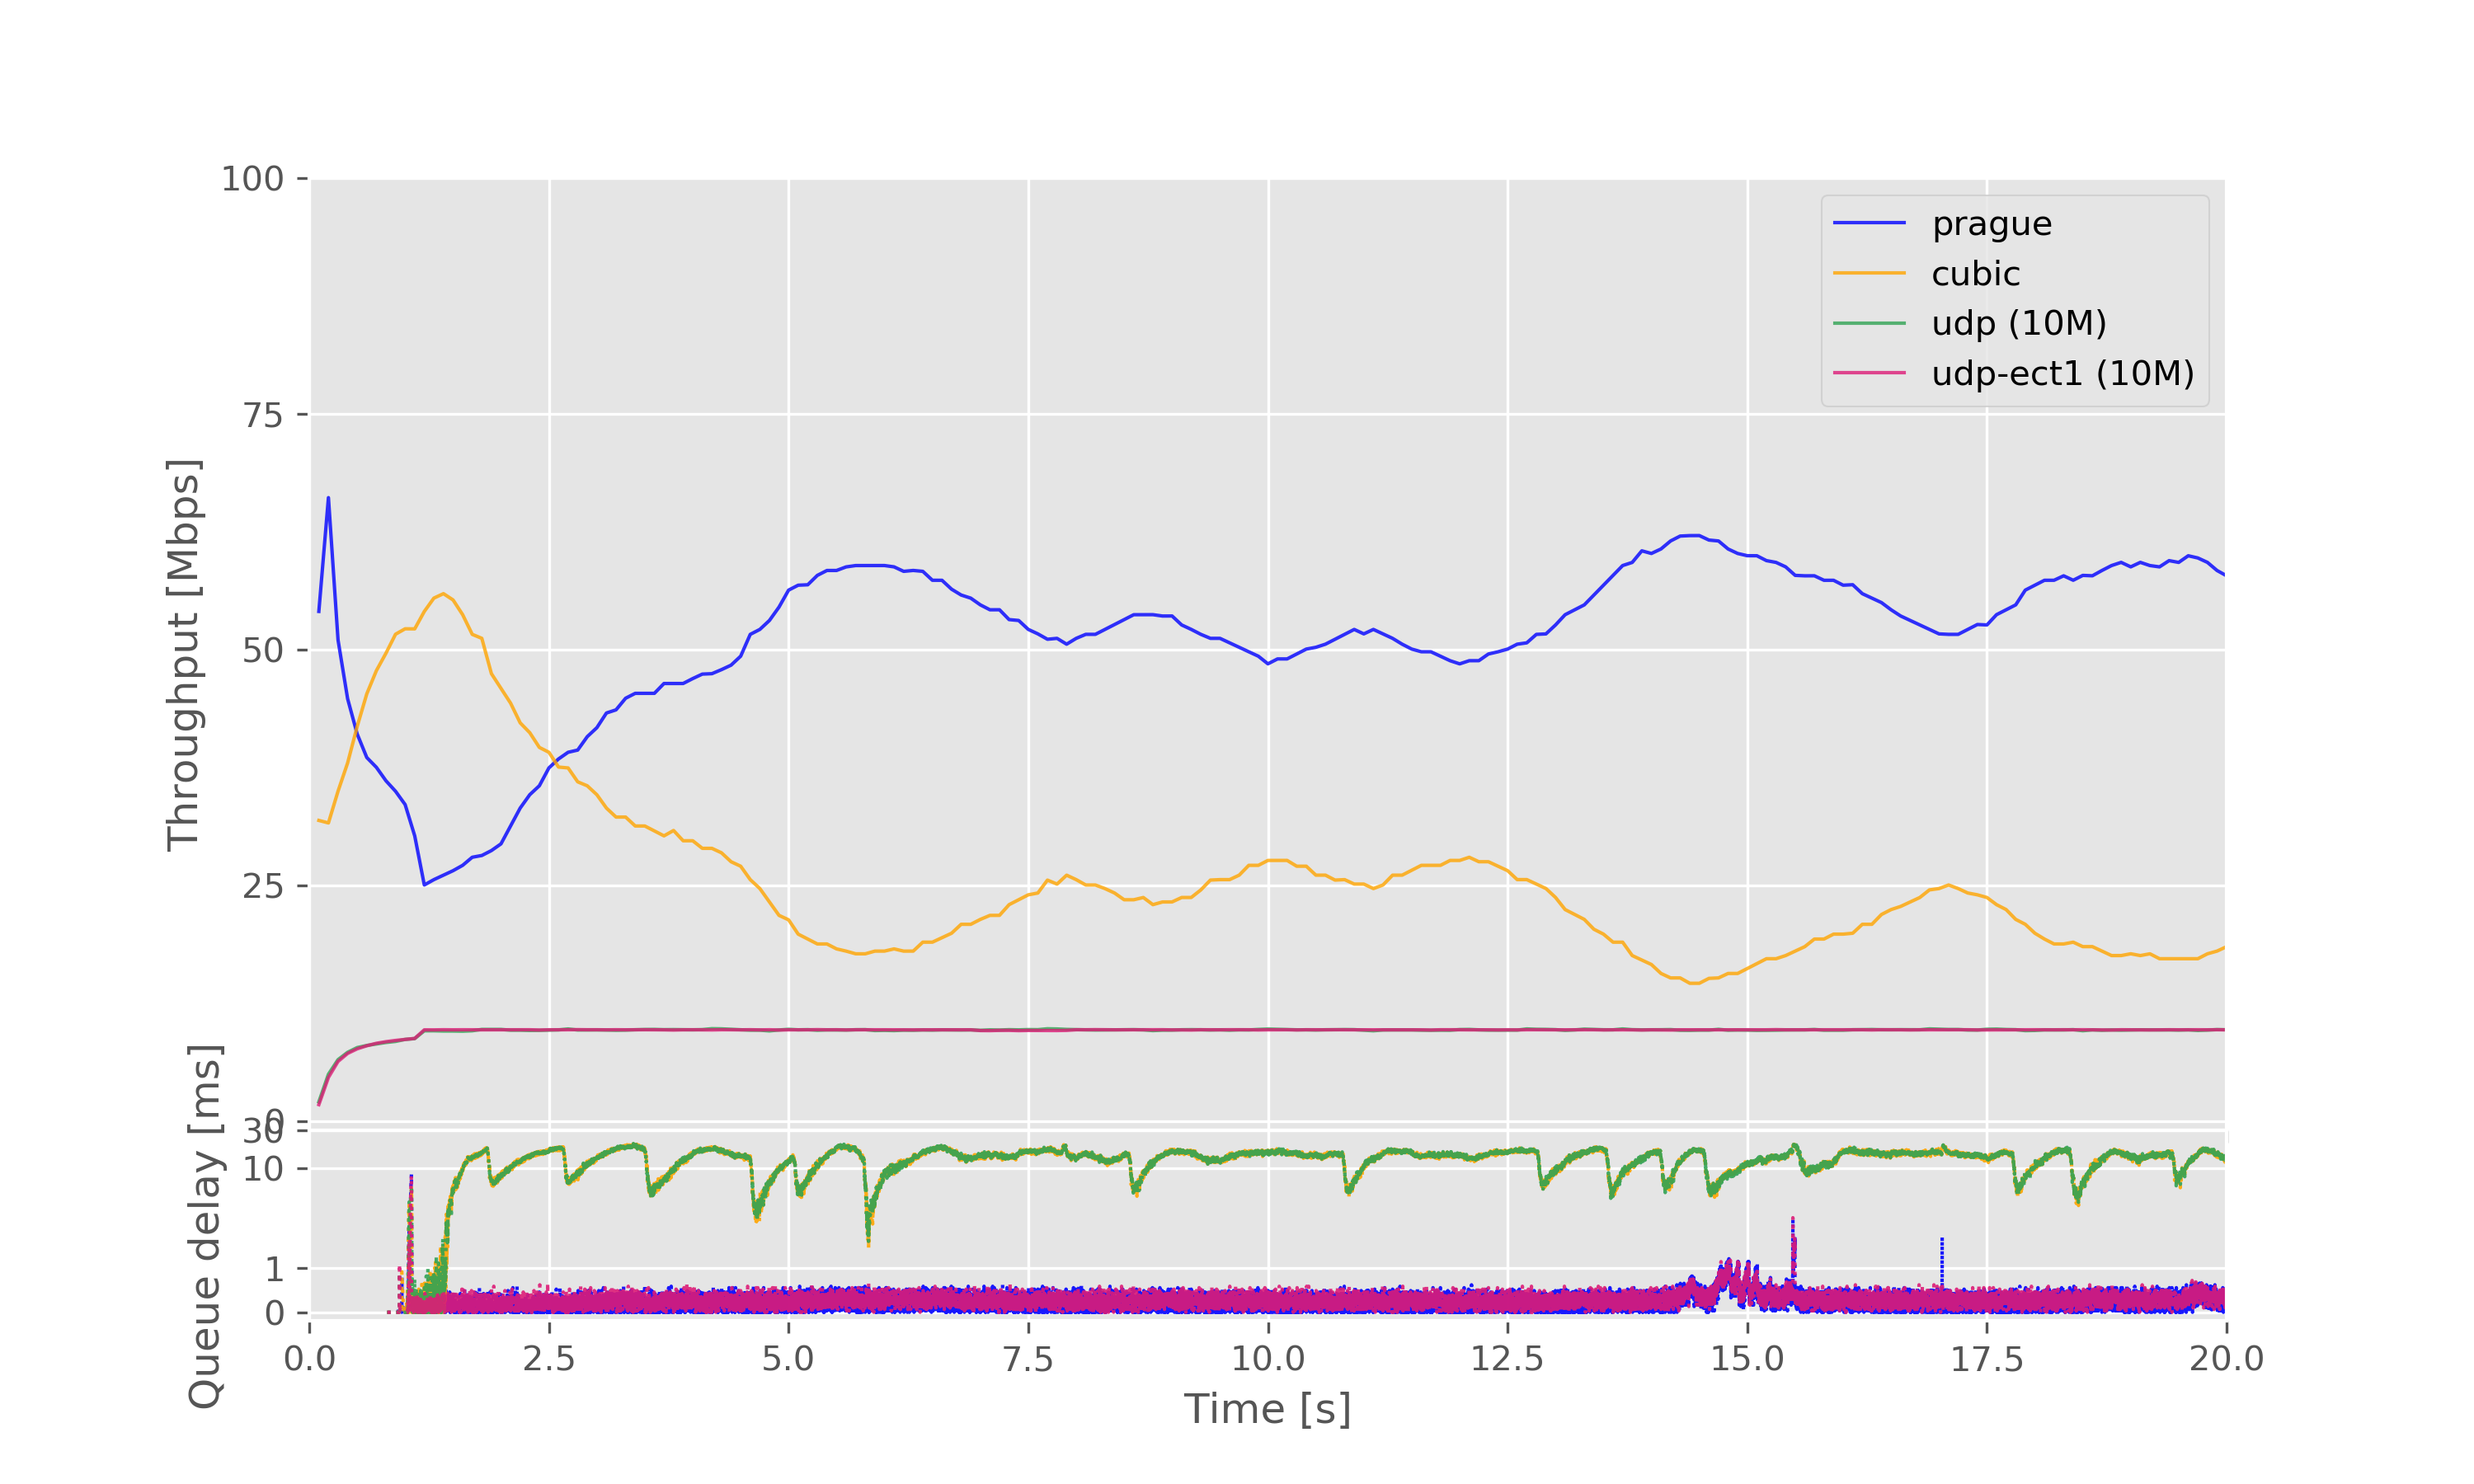 100
75
50
25
0
Throughput [Mbps]
prague
cubic
udp (10M)
udp-ect1 (10M)
30
10
1
0
Queue delay [ms]
0.0 2.5 5.0 7.5 10.0 12.5 15.0 17.5 20.0
Time [s]